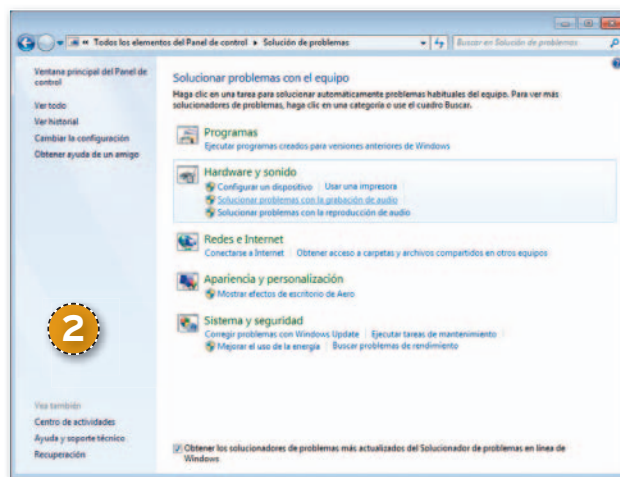 Todos los elementos del Panel de control ▸ Solución de problemas
Buscar en Solución de problemas
Ventana principal del Panel de
control
Ver todo
Ver historial
Cambiar la configuración
Obtener ayuda de un amigo
Solucionar problemas con el equipo
Haga clic en una tarea para solucionar automáticamente problemas habituales del equipo. Para ver más
solucionadores de problemas, haga clic en una categoría o use el cuadro Buscar.
Programas
Ejecutar programas creados para versiones anteriores de Windows
Hardware y sonido
Configurar un dispositivo | Usar una impresora
Solucionar problemas con la grabación de audio
Solucionar problemas con la reproducción de audio
Redes e Internet
Conectarse a Internet | Obtener acceso a carpetas y archivos compartidos en otros equipos
Apariencia y personalización
Mostrar efectos de escritorio de Aero
Sistema y seguridad
Corregir problemas con Windows Update | Ejecutar tareas de mantenimiento
Mejorar el uso de la energía | Buscar problemas de rendimiento
2
Vea también
Centro de actividades
Ayuda y soporte técnico
Recuperación
Obtener los solucionadores de problemas más actualizados del Solucionador de problemas en línea de
Windows.